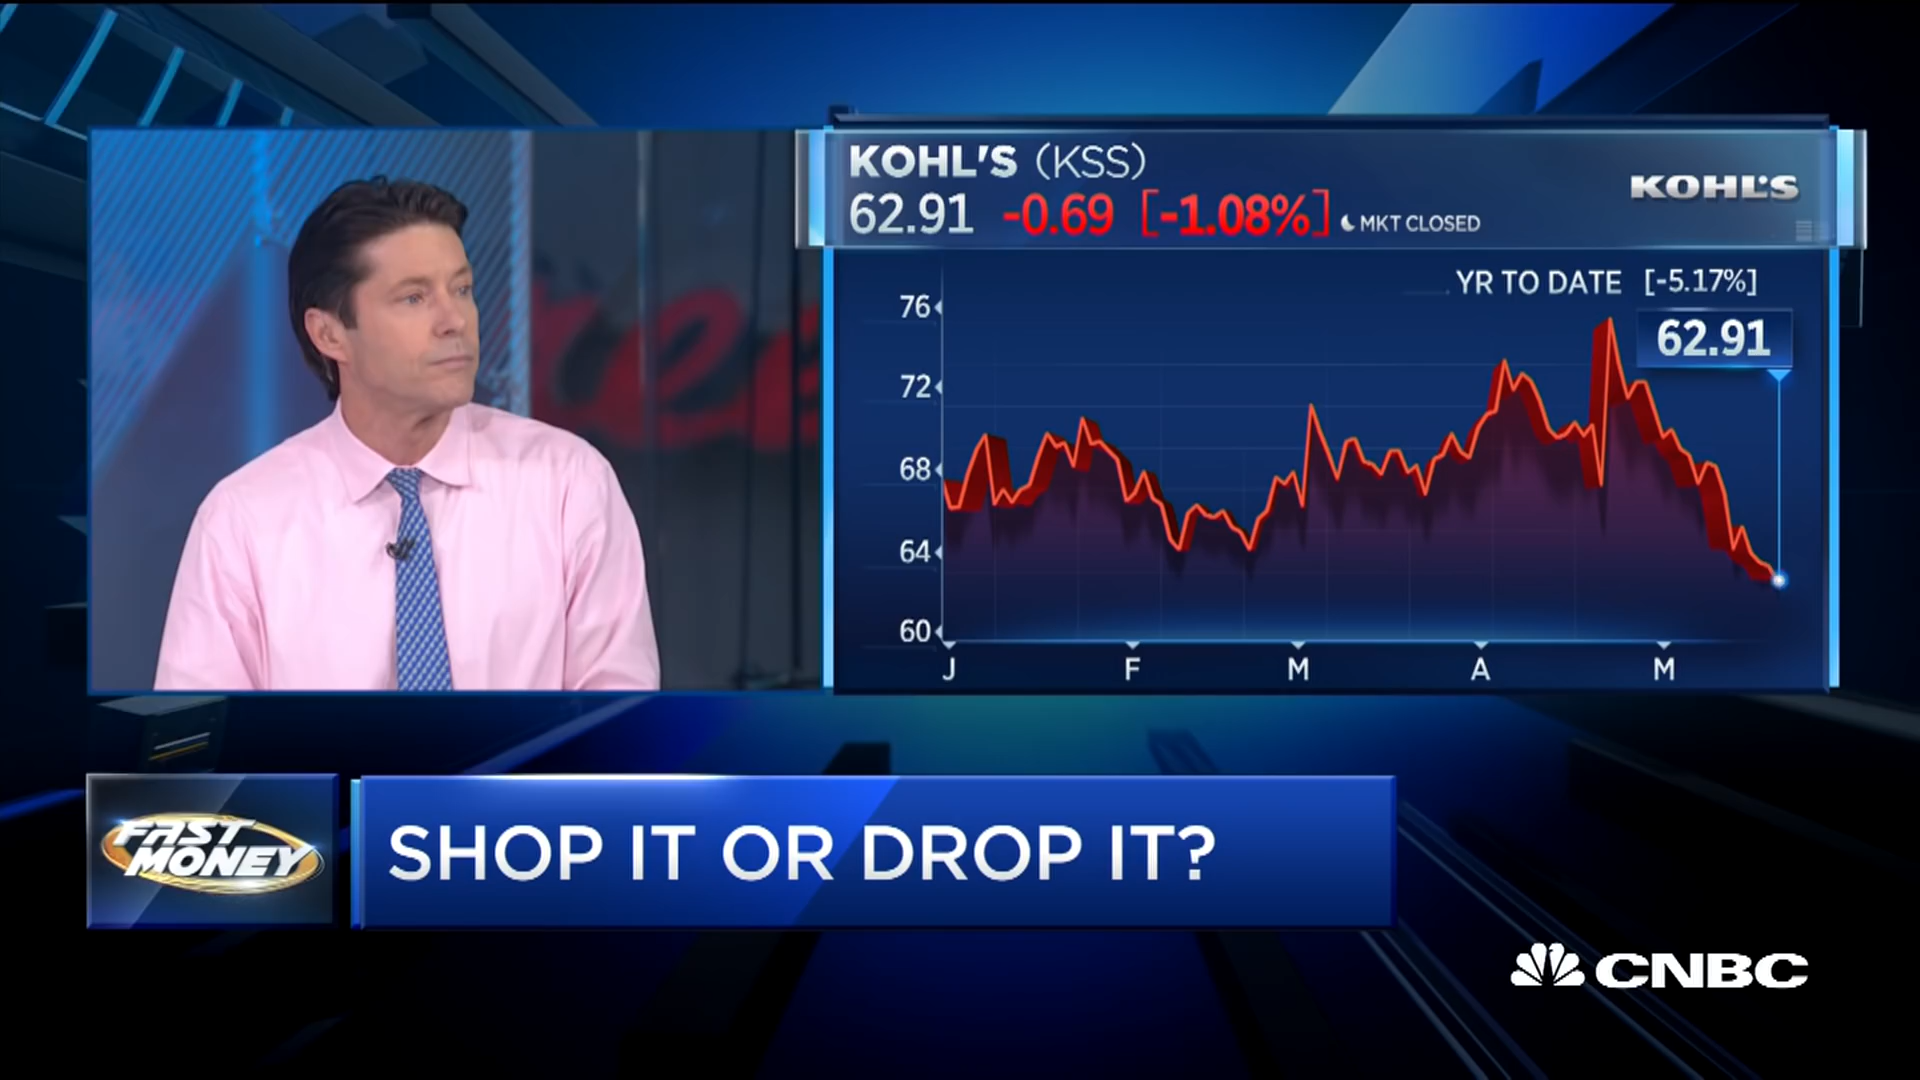 KOHL'S (KSS)
62.91 -0.69 [-1.08%] MKT CLOSED
KOHL'S
YR TO DATE [-5.17%]
62.91
76
72
68
64
60
J F M A M
FAST
MONEY
SHOP IT OR DROP IT?
CNBC